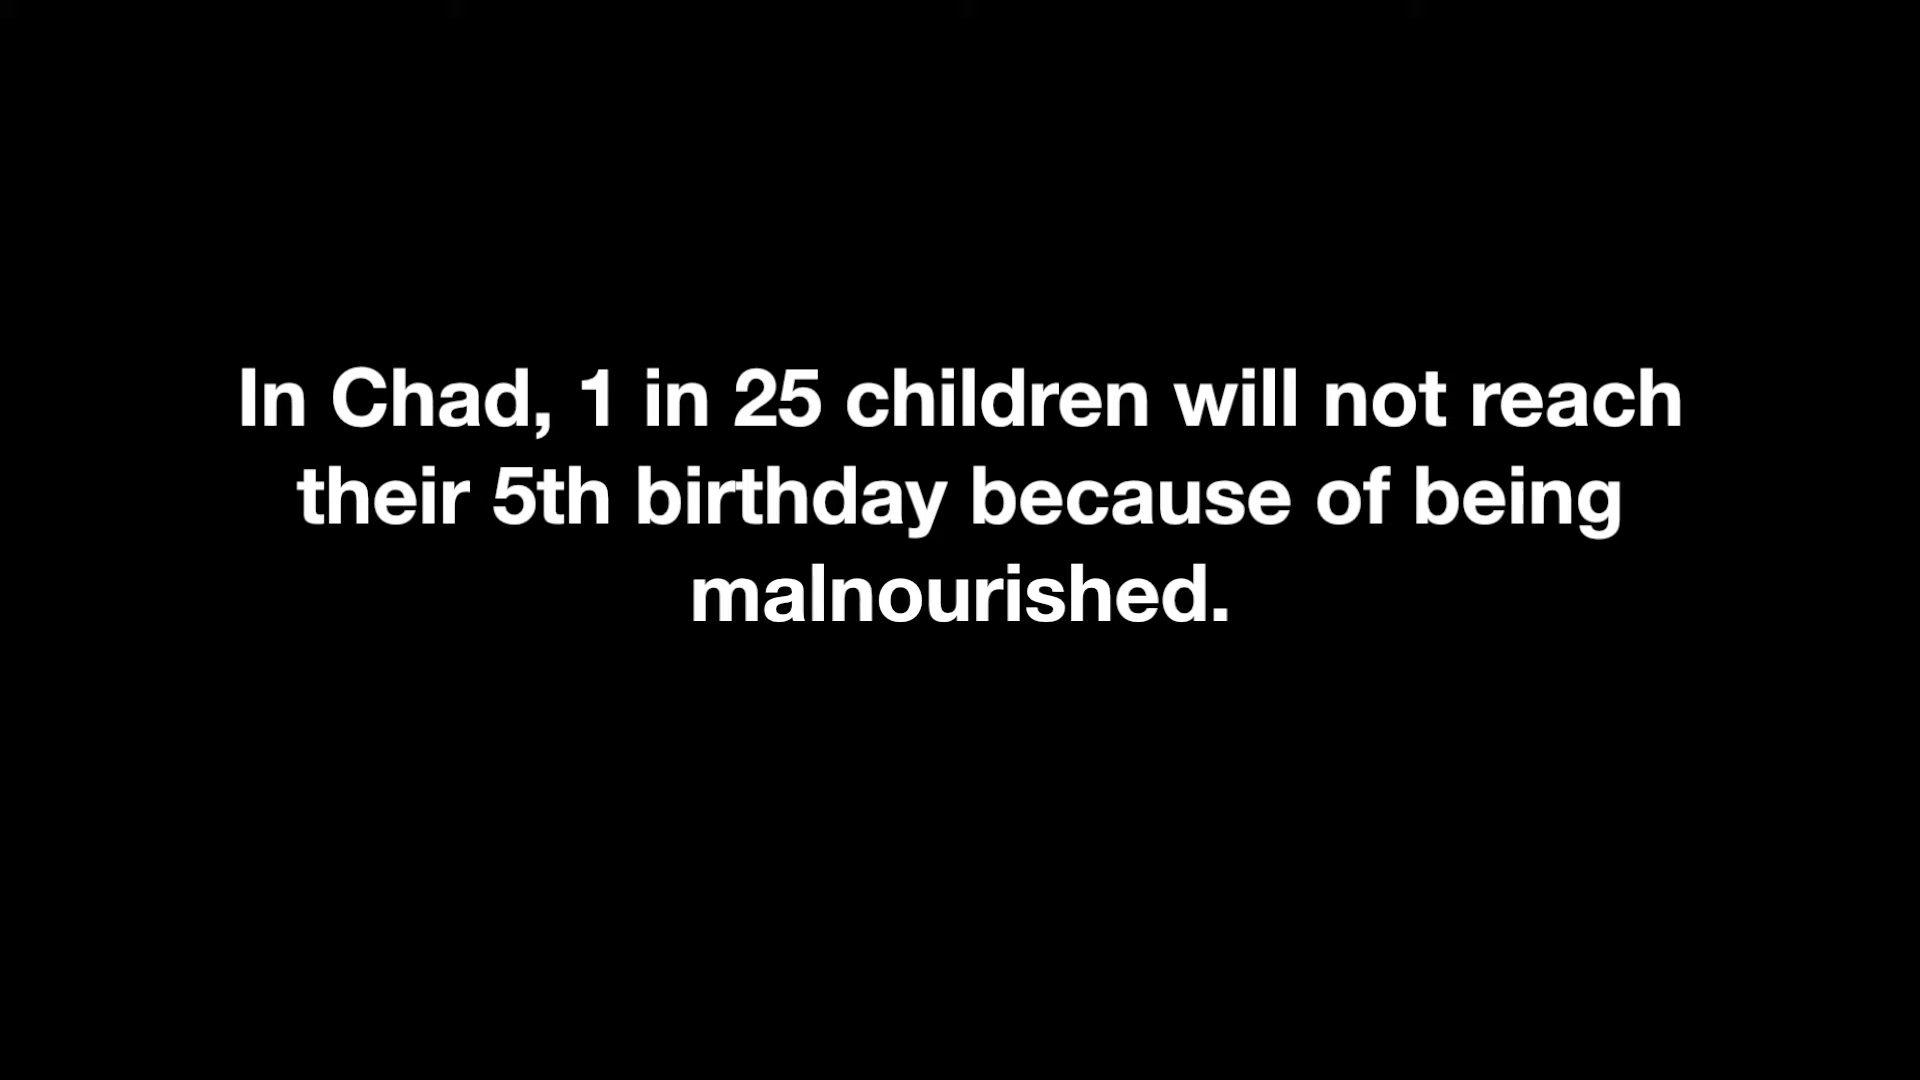 In Chad, 1 in 25 children will not reach
their 5th birthday because of being
malnourished.